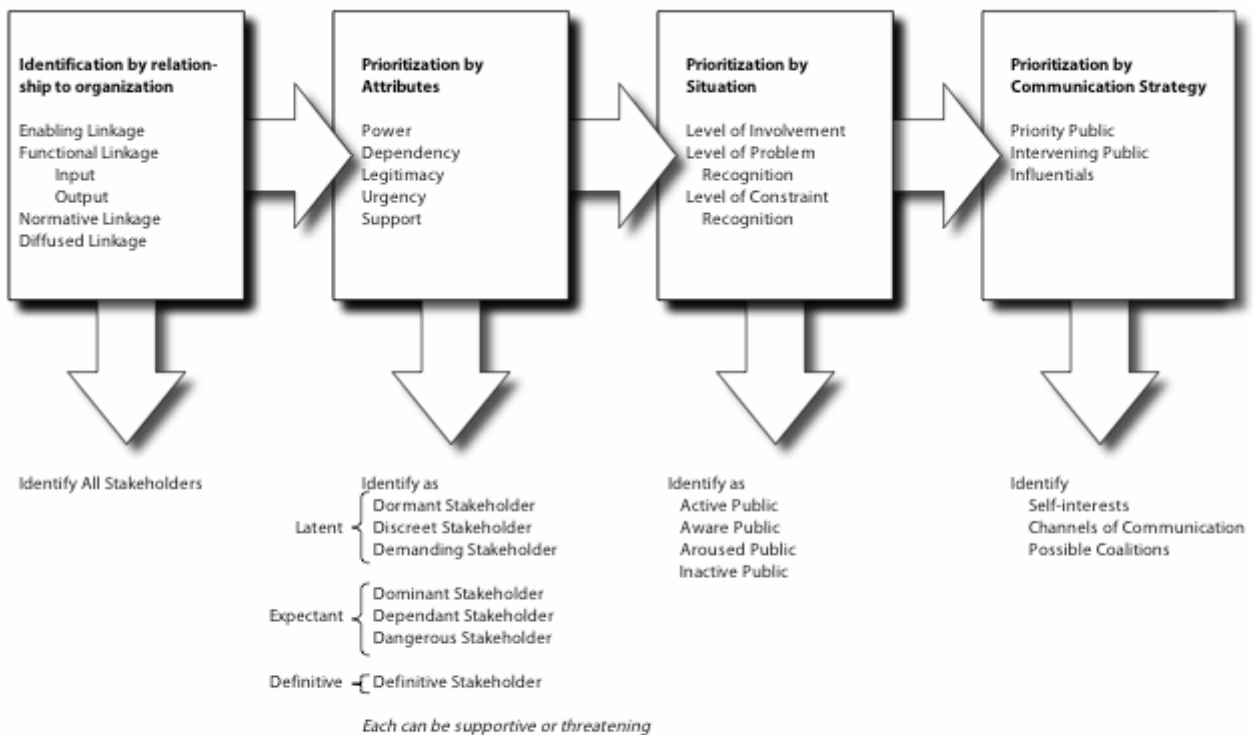 Identification by relation-
ship to organization
Enabling Linkage
Functional Linkage
Input
Output
Normative Linkage
Diffused Linkage
Prioritization by
Attributes
Power
Dependency
Legitimacy
Urgency
Support
Prioritization by
Situation
Level of Involvement
Level of Problem
Recognition
Level of Constraint
Recognition
Prioritization by
Communication Strategy
Priority Public
Intervening Public
Influentials
Identify All Stakeholders
Identify as
Latent
Dormant Stakeholder
Discreet Stakeholder
Demanding Stakeholder
Expectant
Dominant Stakeholder
Dependant Stakeholder
Dangerous Stakeholder
Definitive
Definitive Stakeholder
Each can be supportive or threatening
Identify as
Active Public
Aware Public
Aroused Public
Inactive Public
Identify
Self-interests
Channels of Communication
Possible Coalitions